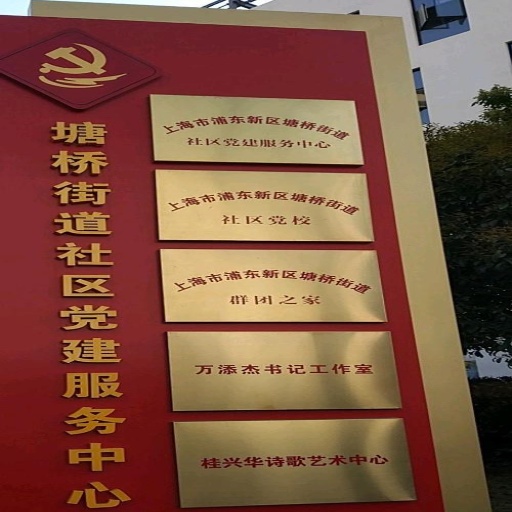 塘桥街道社区党建服务中心
上海市浦东新区塘桥街道
社区党建服务中心
上海市浦东新区塘桥街道
社区党校
上海市浦东新区塘桥街道
群团之家
万添杰书记工作室
桂兴华诗歌艺术中心